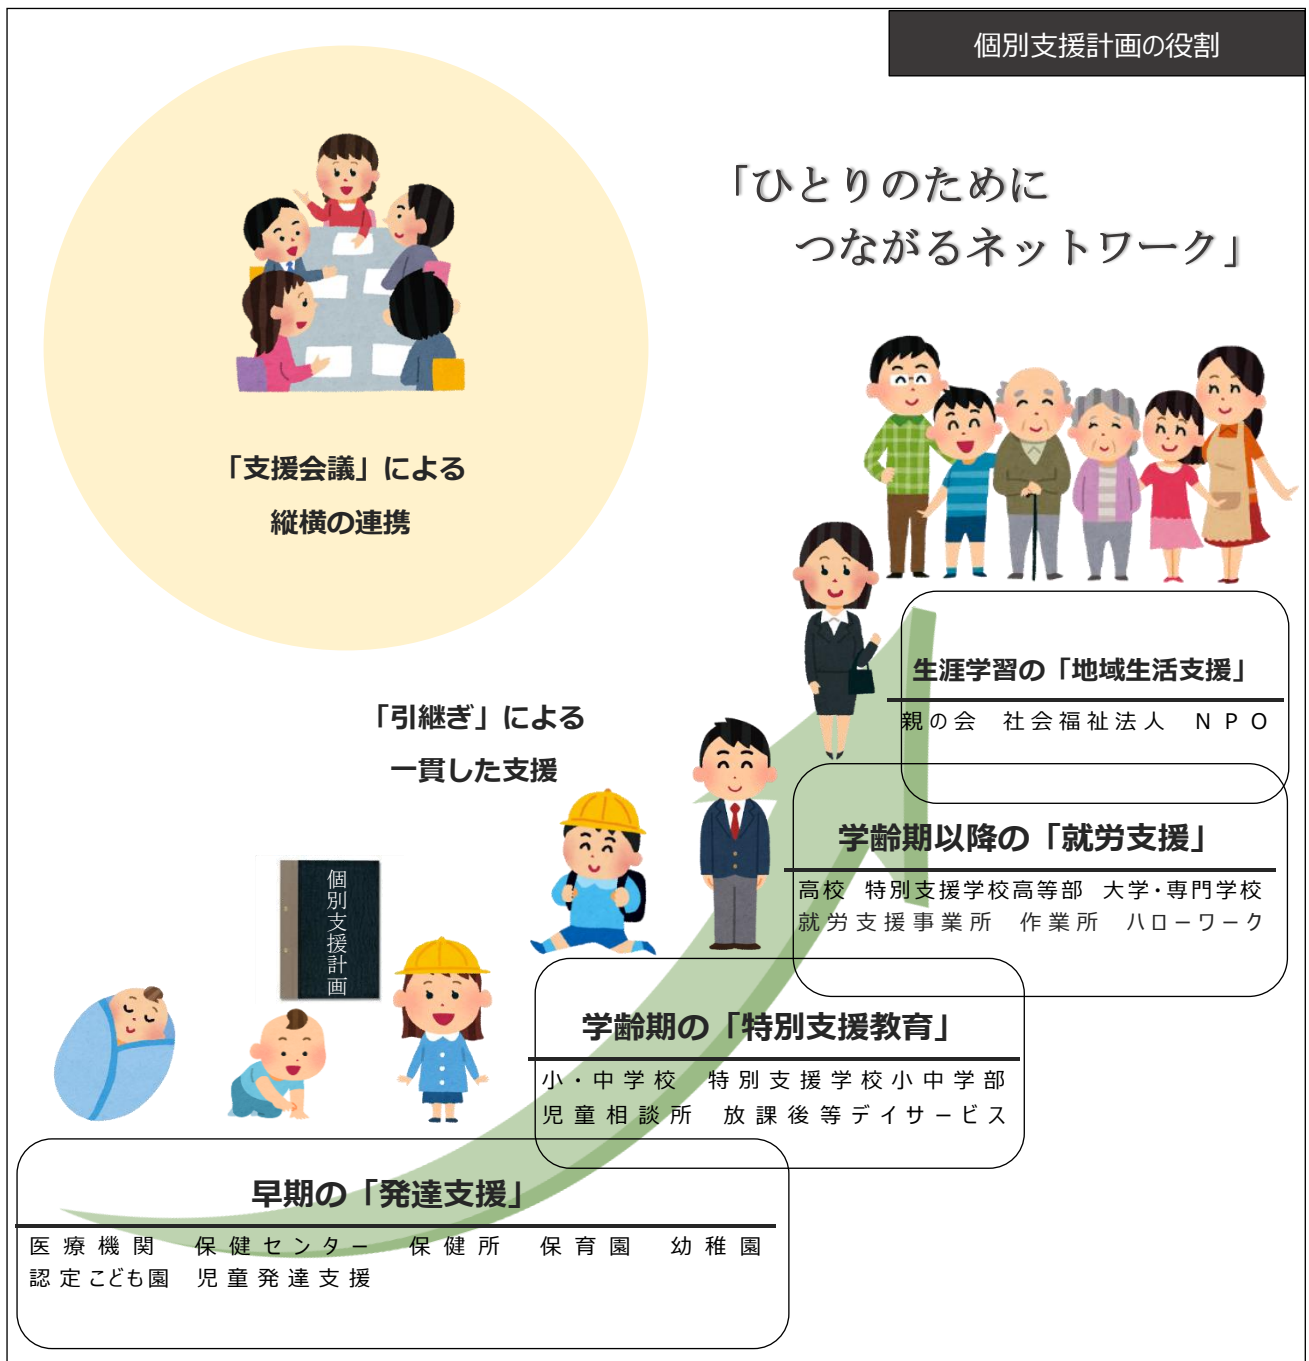 個別支援計画の役割
「ひとりのために
つながるネットワーク」
「支援会議」による
縦横の連携
「引継ぎ」による
一貫した支援
個別支援計画
生涯学習の「地域生活支援」
親の会 社会福祉法人 NPO
学齢期以降の「就労支援」
高校 特別支援学校高等部 大学・専門学校
就労支援事業所 作業所 ハローワーク
学齢期の「特別支援教育」
小・中学校 特別支援学校小中学部
児童相談所 放課後等デイサービス
早期の「発達支援」
医療機関 保健センター 保健所 保育園 幼稚園
認定こども園 児童発達支援